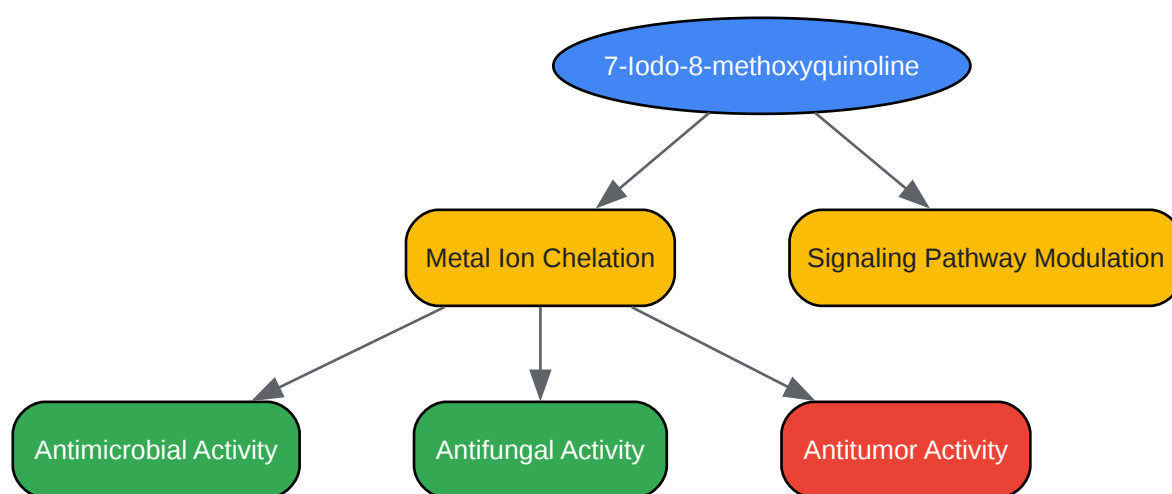 7-Iodo-8-methoxyquinoline
Metal Ion Chelation
Signaling Pathway Modulation
Antimicrobial Activity
Antifungal Activity
Antitumor Activity